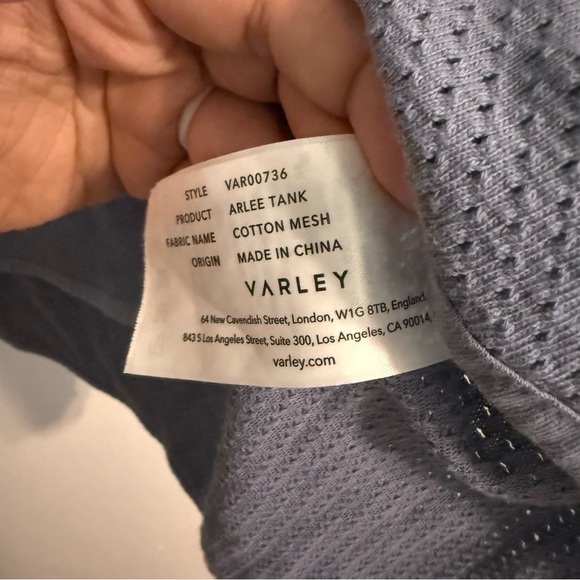 STYLE VAR00736
PRODUCT ARLEE TANK
FABRIC NAME COTTON MESH
ORIGIN MADE IN CHINA
VARLEY
64 New Cavendish Street, London, W1G 8TB, England.
843 S Los Angeles Street, Suite 300, Los Angeles, CA 90014,
varley.com